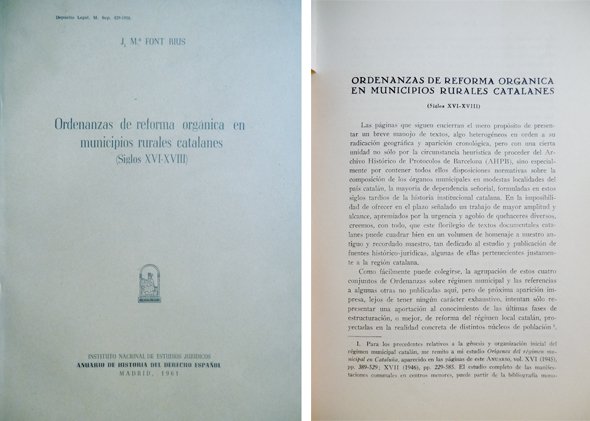 Depósito Legal. M. Sep. 529-1958.
J. M.ª FONT RIUS
Ordenanzas de reforma orgánica en
municipios rurales catalanes
(Siglos XVI-XVIII)
INSTITUTO NACIONAL DE ESTUDIOS JURIDICOS
ANUARIO DE HISTORIA DEL DERECHO ESPAÑOL
MADRID, 1961
ORDENANZAS DE REFORMA ORGANICA
EN MUNICIPIOS RURALES CATALANES
(Siglos XVI-XVIII)
Las páginas que siguen encierran el mero propósito de presen-
tar un breve manojo de textos, algo heterogéneos en orden a su
radicación geográfica y aparición cronológica, pero con una cierta
unidad no sólo por la circunstancia heurística de proceder del Ar-
chivo Histórico de Protocolos de Barcelona (AHPB), sino especial-
mente por contener todos ellos disposiciones normativas sobre la
composición de los órganos municipales en modestas localidades del
país catalán, la mayoría de dependencia señorial, formuladas en estos
siglos tardíos de la historia institucional catalana. En la imposibili-
dad de ofrecer en el plazo señalado un trabajo de mayor amplitud y
alcance, apremiados por la urgencia y agobio de quehaceres diversos,
creemos, con todo, que este florilegio de textos documentales cata-
lanes puede cuadrar bien en un volumen de homenaje a nuestro an-
tiguo y recordado maestro, tan dedicado al estudio y publicación de
fuentes histórico-jurídicas, algunas de ellas pertenecientes justamen-
te a la región catalana.
Como fácilmente puede colegirse, la agrupación de estos cuatro
conjuntos de Ordenanzas sobre régimen municipal y las referencias
a algunas otras no publicadas aquí, pero de próxima aparición im-
presa, lejos de tener ningún carácter exhaustivo, intentan sólo re-
presentar una aportación al conocimiento de las últimas fases de
estructuración, o mejor, de reforma del régimen local catalán, pro-
yectadas en la realidad concreta de distintos núcleos de población ¹.
1. Para los precedentes relativos a la génesis y organización inicial del
régimen municipal catalán, me remito a mi estudio Orígenes del régimen mu-
nicipal en Cataluña, aparecido en las páginas de este ANUARIO, vol. XVI (1945),
pp. 389-529; XVII (1946), pp. 229-585. El estudio completo de las manifes-
taciones comunales en centros menores, puede partir de la bibliografía mono-